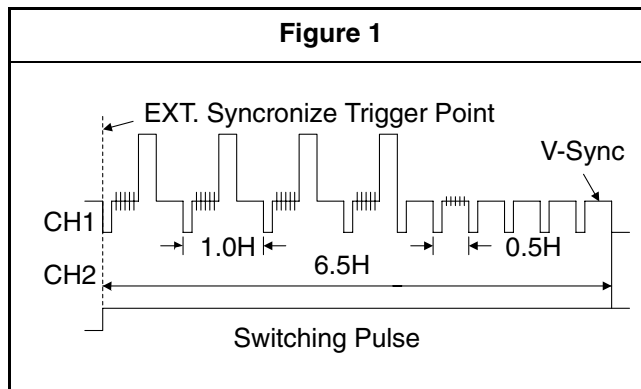 Figure 1
EXT. Syncronize Trigger Point
V-Sync
CH1
1.0H
0.5H
6.5H
CH2
Switching Pulse